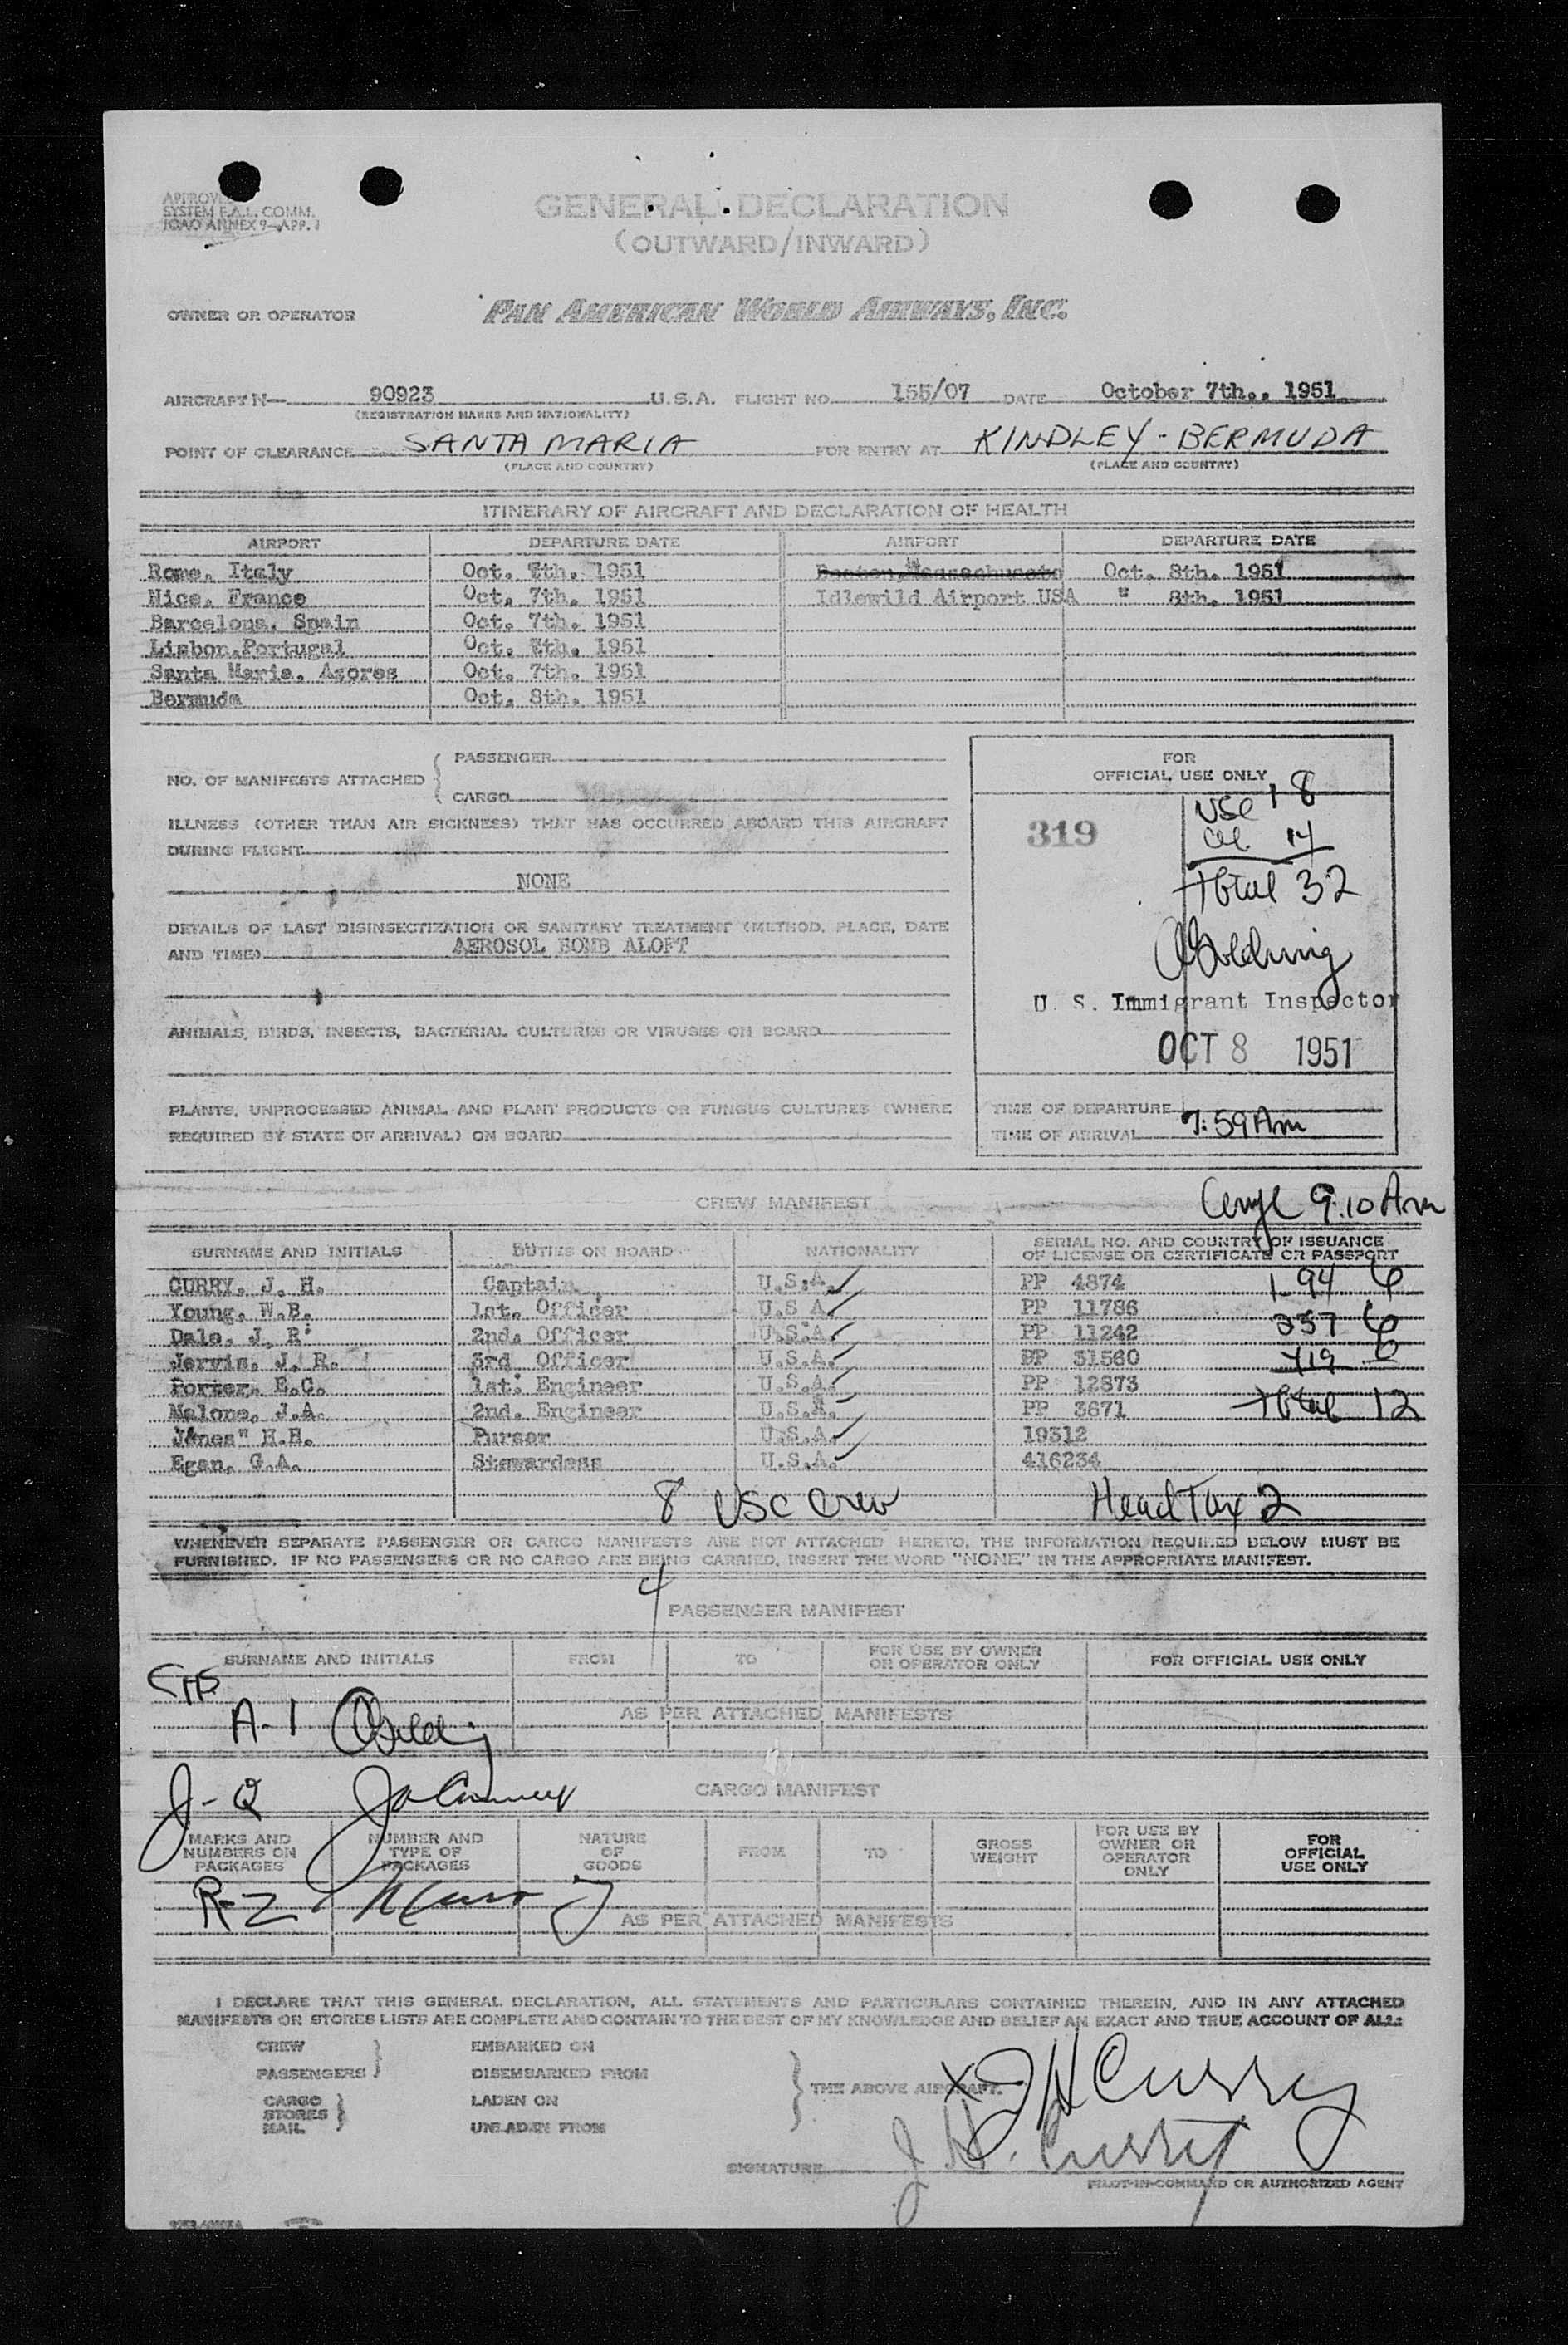 SYSTEM F.A.L. COMM.
ICAO ANNEX 9-APP. 1
GENERAL DECLARATION
(OUTWARD/INWARD)
OWNER OR OPERATOR PAN AMERICAN WORLD AIRWAYS, INC.
AIRCRAFT N— 90923 U.S.A. FLIGHT NO. 155/07 DATE October 7th., 1951
(REGISTRATION MARKS AND NATIONALITY)
POINT OF CLEARANCE SANTA MARIA FOR ENTRY AT KINDLEY - BERMUDA
(PLACE AND COUNTRY) (PLACE AND COUNTRY)
ITINERARY OF AIRCRAFT AND DECLARATION OF HEALTH
AIRPORT DEPARTURE DATE AIRPORT DEPARTURE DATE
Rome, Italy Oct. 7th. 1951 Boston, Massachusets Oct. 8th. 1951
Nice, France Oct. 7th. 1951 Idlewild Airport USA " 8th. 1951
Barcelona, Spain Oct. 7th. 1951
Lisbon,Portugal Oct. 7th. 1951
Santa Maria, Azores Oct. 7th. 1951
Bermuda Oct. 8th. 1951
NO. OF MANIFESTS ATTACHED { PASSENGER
CARGO
ILLNESS (OTHER THAN AIR SICKNESS) THAT HAS OCCURRED ABOARD THIS AIRCRAFT
DURING FLIGHT
NONE
DETAILS OF LAST DISINSECTIZATION OR SANITARY TREATMENT (METHOD, PLACE, DATE
AND TIME) AEROSOL BOMB ALOFT
ANIMALS, BIRDS, INSECTS, BACTERIAL CULTURES OR VIRUSES ON BOARD
PLANTS, UNPROCESSED ANIMAL AND PLANT PRODUCTS OR FUNGUS CULTURES (WHERE
REQUIRED BY STATE OF ARRIVAL) ON BOARD
FOR
OFFICIAL USE ONLY
319
USC 18
14
Total 32
U. S. Immigrant Inspector
OCT 8 1951
TIME OF DEPARTURE
TIME OF ARRIVAL 7:59 Am
9.10 Am
CREW MANIFEST
SURNAME AND INITIALS DUTIES ON BOARD NATIONALITY SERIAL NO. AND COUNTRY OF ISSUANCE
OF LICENSE OR CERTIFICATE OR PASSPORT
CURRY, J. H. Captain U.S.A. PP 4874 194 6
Young, W.B. 1st. Officer U.S A. PP 11786
Dale, J. R. 2nd. Officer U.S.A. PP 11242 257 6
Jervis, J. R. 3rd Officer U.S.A. PP 31560 719
Porter, E.C. 1st. Engineer U.S.A. PP 12873
Malone, J.A. 2nd. Engineer U.S.A. PP 3671 Total 12
Jones" H.H. Purser U.S.A. 19312
Egan, G.A. Stewardess U.S.A. 416234
8 USC Crew Head Tax 2
WHENEVER SEPARATE PASSENGER OR CARGO MANIFESTS ARE NOT ATTACHED HERETO, THE INFORMATION REQUIRED BELOW MUST BE
FURNISHED. IF NO PASSENGERS OR NO CARGO ARE BEING CARRIED, INSERT THE WORD "NONE" IN THE APPROPRIATE MANIFEST.
4
PASSENGER MANIFEST
SURNAME AND INITIALS FROM TO FOR USE BY OWNER
OR OPERATOR ONLY FOR OFFICIAL USE ONLY
A-1
AS PER ATTACHED MANIFESTS
J-2
CARGO MANIFEST
MARKS AND
NUMBERS ON
PACKAGES NUMBER AND
TYPE OF
PACKAGES NATURE
OF
GOODS FROM TO GROSS
WEIGHT FOR USE BY
OWNER OR
OPERATOR
ONLY FOR
OFFICIAL
USE ONLY
R-2
AS PER ATTACHED MANIFESTS
I DECLARE THAT THIS GENERAL DECLARATION, ALL STATEMENTS AND PARTICULARS CONTAINED THEREIN, AND IN ANY ATTACHED
MANIFESTS OR STORES LISTS ARE COMPLETE AND CONTAIN TO THE BEST OF MY KNOWLEDGE AND BELIEF AN EXACT AND TRUE ACCOUNT OF ALL:
CREW EMBARKED ON
PASSENGERS DISEMBARKED FROM
CARGO LADEN ON
STORES
MAIL UNLADEN FROM
THE ABOVE AIRCRAFT.
X JH Curry
SIGNATURE J. H. Curry
PILOT-IN-COMMAND OR AUTHORIZED AGENT